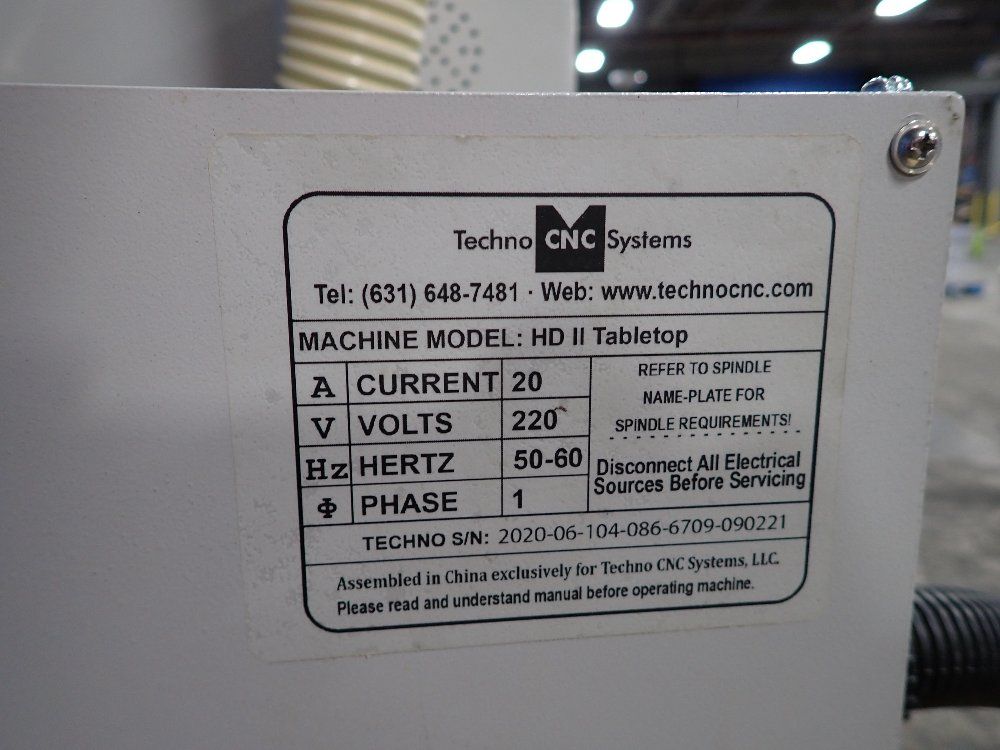 Techno CNC Systems
Tel: (631) 648-7481 · Web: www.technocnc.com
MACHINE MODEL: HD II Tabletop
A CURRENT 20
V VOLTS 220
Hz HERTZ 50-60
Φ PHASE 1
REFER TO SPINDLE
NAME-PLATE FOR
SPINDLE REQUIREMENTS!
Disconnect All Electrical
Sources Before Servicing
TECHNO S/N: 2020-06-104-086-6709-090221
Assembled in China exclusively for Techno CNC Systems, LLC.
Please read and understand manual before operating machine.